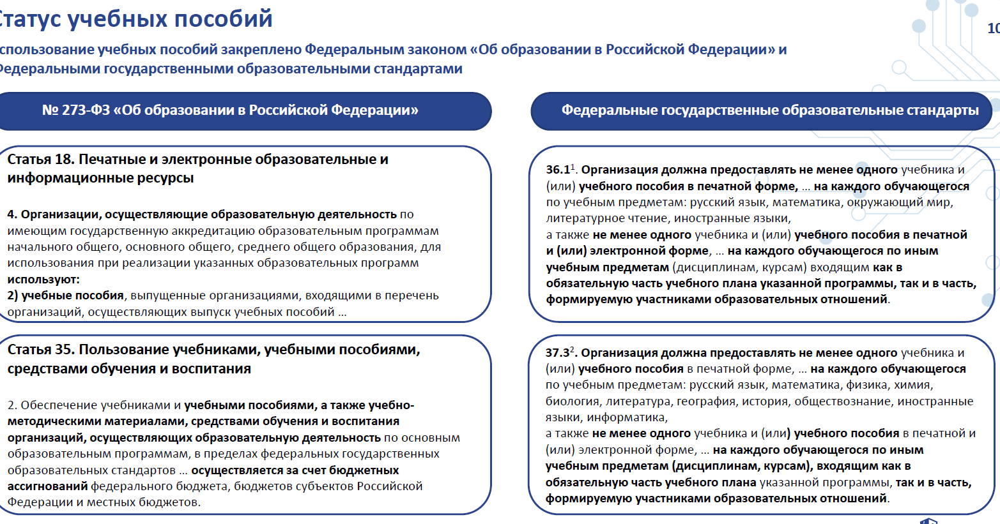 Статус учебных пособий
10
спользование учебных пособий закреплено Федеральным законом «Об образовании в Российской Федерации» и
Федеральными государственными образовательными стандартами
№ 273-ФЗ «Об образовании в Российской Федерации»
Статья 18. Печатные и электронные образовательные и
информационные ресурсы
4. Организации, осуществляющие образовательную деятельность по
имеющим государственную аккредитацию образовательным программам
начального общего, основного общего, среднего общего образования, для
использования при реализации указанных образовательных программ
используют:
2) учебные пособия, выпущенные организациями, входящими в перечень
организаций, осуществляющих выпуск учебных пособий ...
Статья 35. Пользование учебниками, учебными пособиями,
средствами обучения и воспитания
2. Обеспечение учебниками и учебными пособиями, а также учебно-
методическими материалами, средствами обучения и воспитания
организаций, осуществляющих образовательную деятельность по основным
образовательным программам, в пределах федеральных государственных
образовательных стандартов ... осуществляется за счет бюджетных
ассигнований федерального бюджета, бюджетов субъектов Российской
Федерации и местных бюджетов.
Федеральные государственные образовательные стандарты
36.1¹. Организация должна предоставлять не менее одного учебника и
(или) учебного пособия в печатной форме, ... на каждого обучающегося
по учебным предметам: русский язык, математика, окружающий мир,
литературное чтение, иностранные языки,
а также не менее одного учебника и (или) учебного пособия в печатной
и (или) электронной форме, ... на каждого обучающегося по иным
учебным предметам (дисциплинам, курсам) входящим как в
обязательную часть учебного плана указанной программы, так и в часть,
формируемую участниками образовательных отношений.
37.3². Организация должна предоставлять не менее одного учебника и
(или) учебного пособия в печатной форме, ... на каждого обучающегося
по учебным предметам: русский язык, математика, физика, химия,
биология, литература, география, история, обществознание, иностранные
языки, информатика,
а также не менее одного учебника и (или) учебного пособия в печатной и
(или) электронной форме, ... на каждого обучающегося по иным
учебным предметам (дисциплинам, курсам), входящим как в
обязательную часть учебного плана указанной программы, так и в часть,
формируемую участниками образовательных отношений.